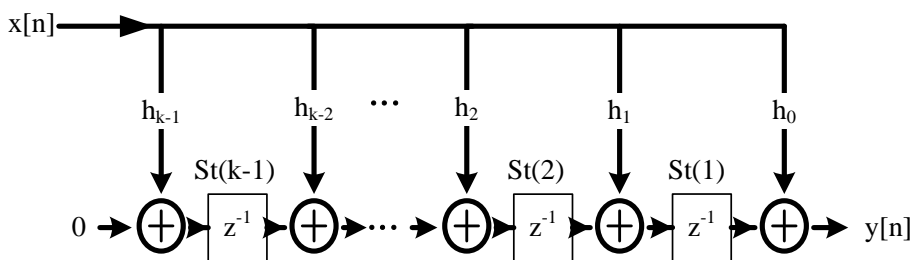 x[n]
h_{k-1} h_{k-2} ... h_2 h_1 h_0
St(k-1) St(2) St(1)
0 + z^{-1} + ... + z^{-1} + z^{-1} + y[n]